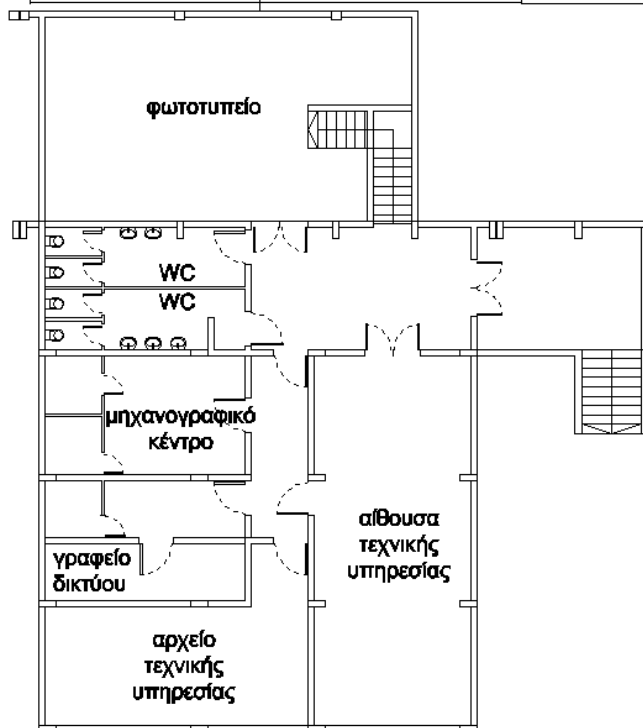 φωτοτυπείο
WC
WC
μηχανογραφικό
κέντρο
αίθουσα
τεχνικής
υπηρεσίας
γραφείο
δικτύου
αρχείο
τεχνικής
υπηρεσίας